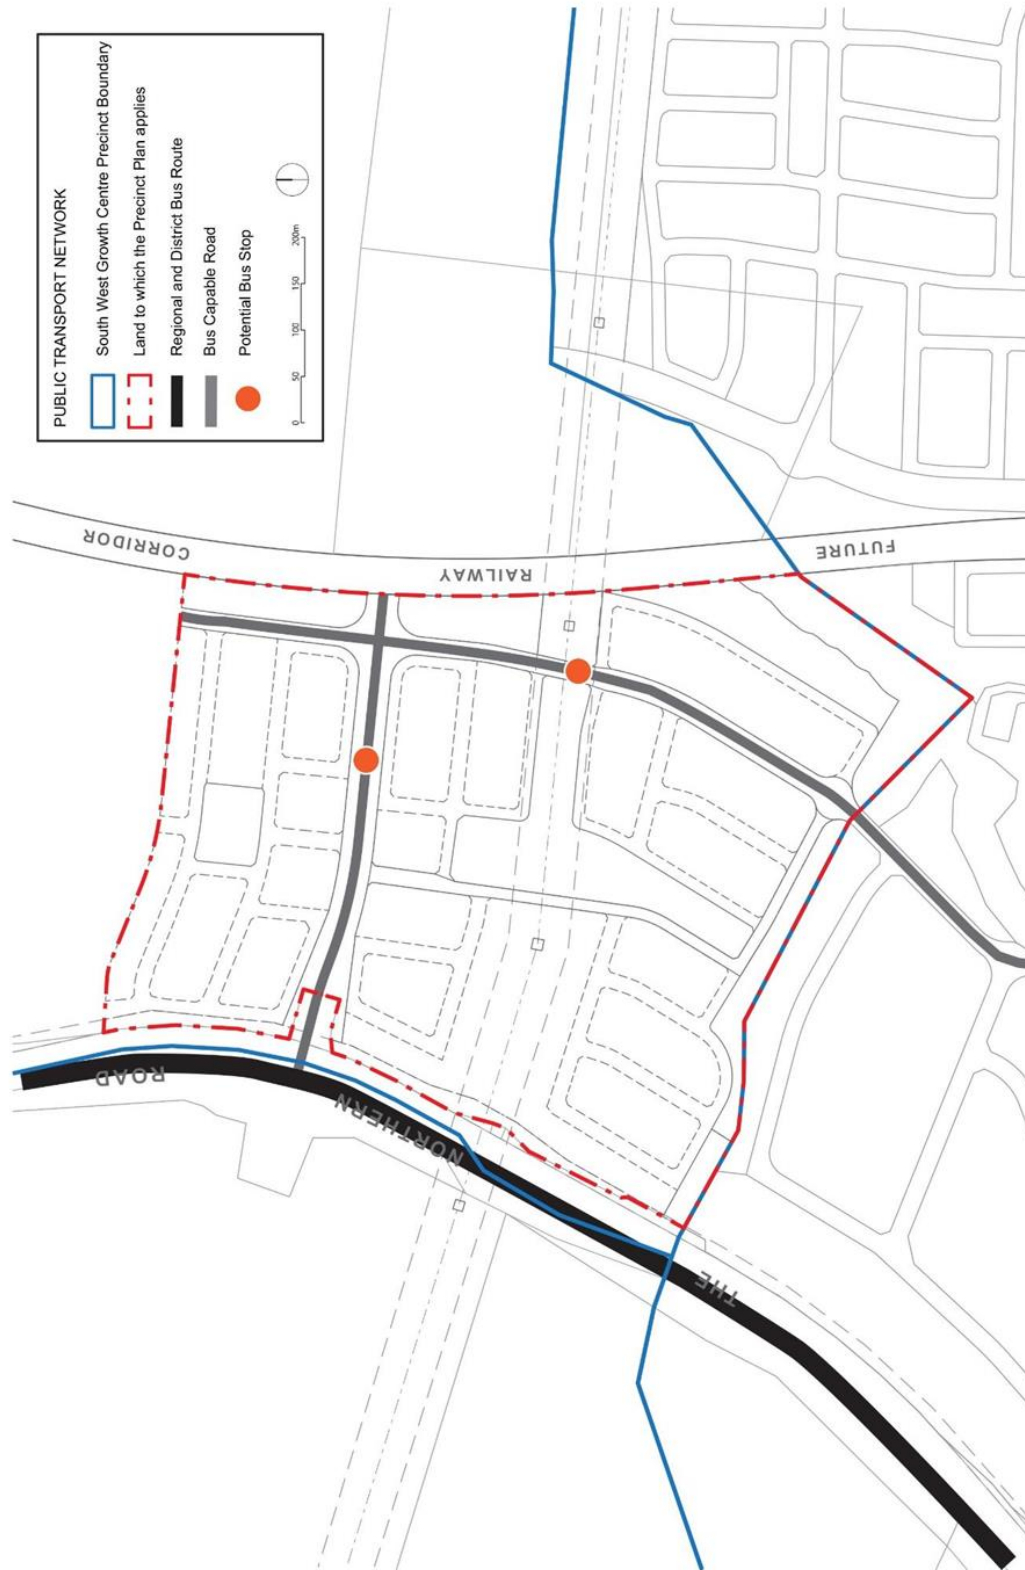 PUBLIC TRANSPORT NETWORK
South West Growth Centre Precinct Boundary
Land to which the Precinct Plan applies
Regional and District Bus Route
Bus Capable Road
Potential Bus Stop
0 50 100 150 200m
FUTURE RAILWAY CORRIDOR
THE NORTHERN ROAD